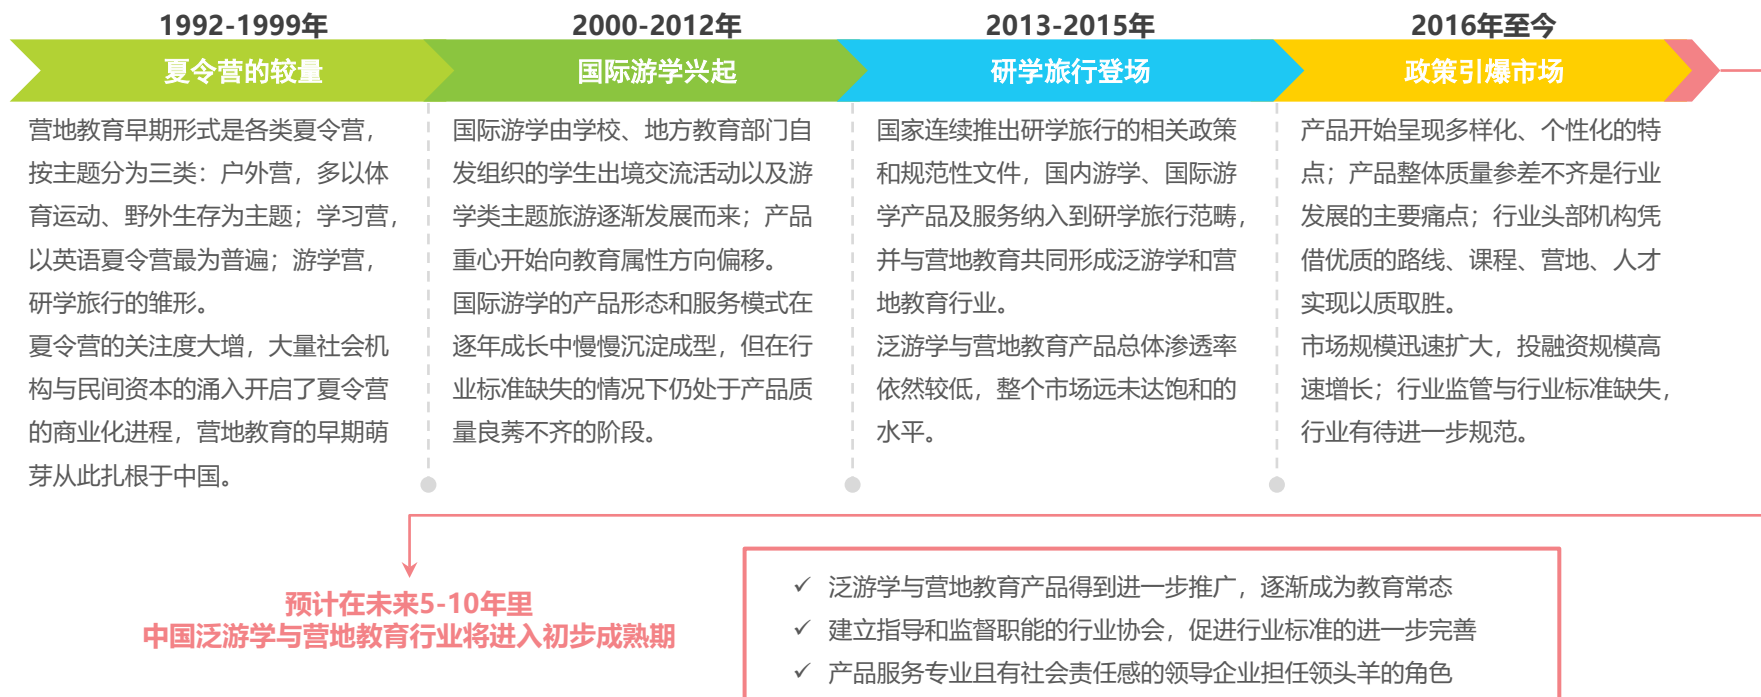 1992-1999年
夏令营的较量
营地教育早期形式是各类夏令营，
按主题分为三类：户外营，多以体
育运动、野外生存为主题；学习营，
以英语夏令营最为普遍；游学营，
研学旅行的雏形。
夏令营的关注度大增，大量社会机
构与民间资本的涌入开启了夏令营
的商业化进程，营地教育的早期萌
芽从此扎根于中国。
2000-2012年
国际游学兴起
国际游学由学校、地方教育部门自
发组织的学生出境交流活动以及游
学类主题旅游逐渐发展而来；产品
重心开始向教育属性方向偏移。
国际游学的产品形态和服务模式在
逐年成长中慢慢沉淀成型，但在行
业标准缺失的情况下仍处于产品质
量良莠不齐的阶段。
2013-2015年
研学旅行登场
国家连续推出研学旅行的相关政策
和规范性文件，国内游学、国际游
学产品及服务纳入到研学旅行范畴，
并与营地教育共同形成泛游学和营
地教育行业。
泛游学与营地教育产品总体渗透率
依然较低，整个市场远未达饱和的
水平。
2016年至今
政策引爆市场
产品开始呈现多样化、个性化的特
点；产品整体质量参差不齐是行业
发展的主要痛点；行业头部机构凭
借优质的路线、课程、营地、人才
实现以质取胜。
市场规模迅速扩大，投融资规模高
速增长；行业监管与行业标准缺失，
行业有待进一步规范。
预计在未来5-10年里
中国泛游学与营地教育行业将进入初步成熟期
✓ 泛游学与营地教育产品得到进一步推广，逐渐成为教育常态
✓ 建立指导和监督职能的行业协会，促进行业标准的进一步完善
✓ 产品服务专业且有社会责任感的领导企业担任领头羊的角色